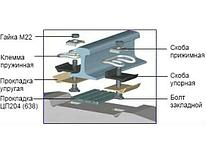 Гайка М22
Клемма
пружинная
Прокладка
упругая
Прокладка
ЦП204 (638)
Скоба
прижимная
Скоба
упорная
Болт
закладной